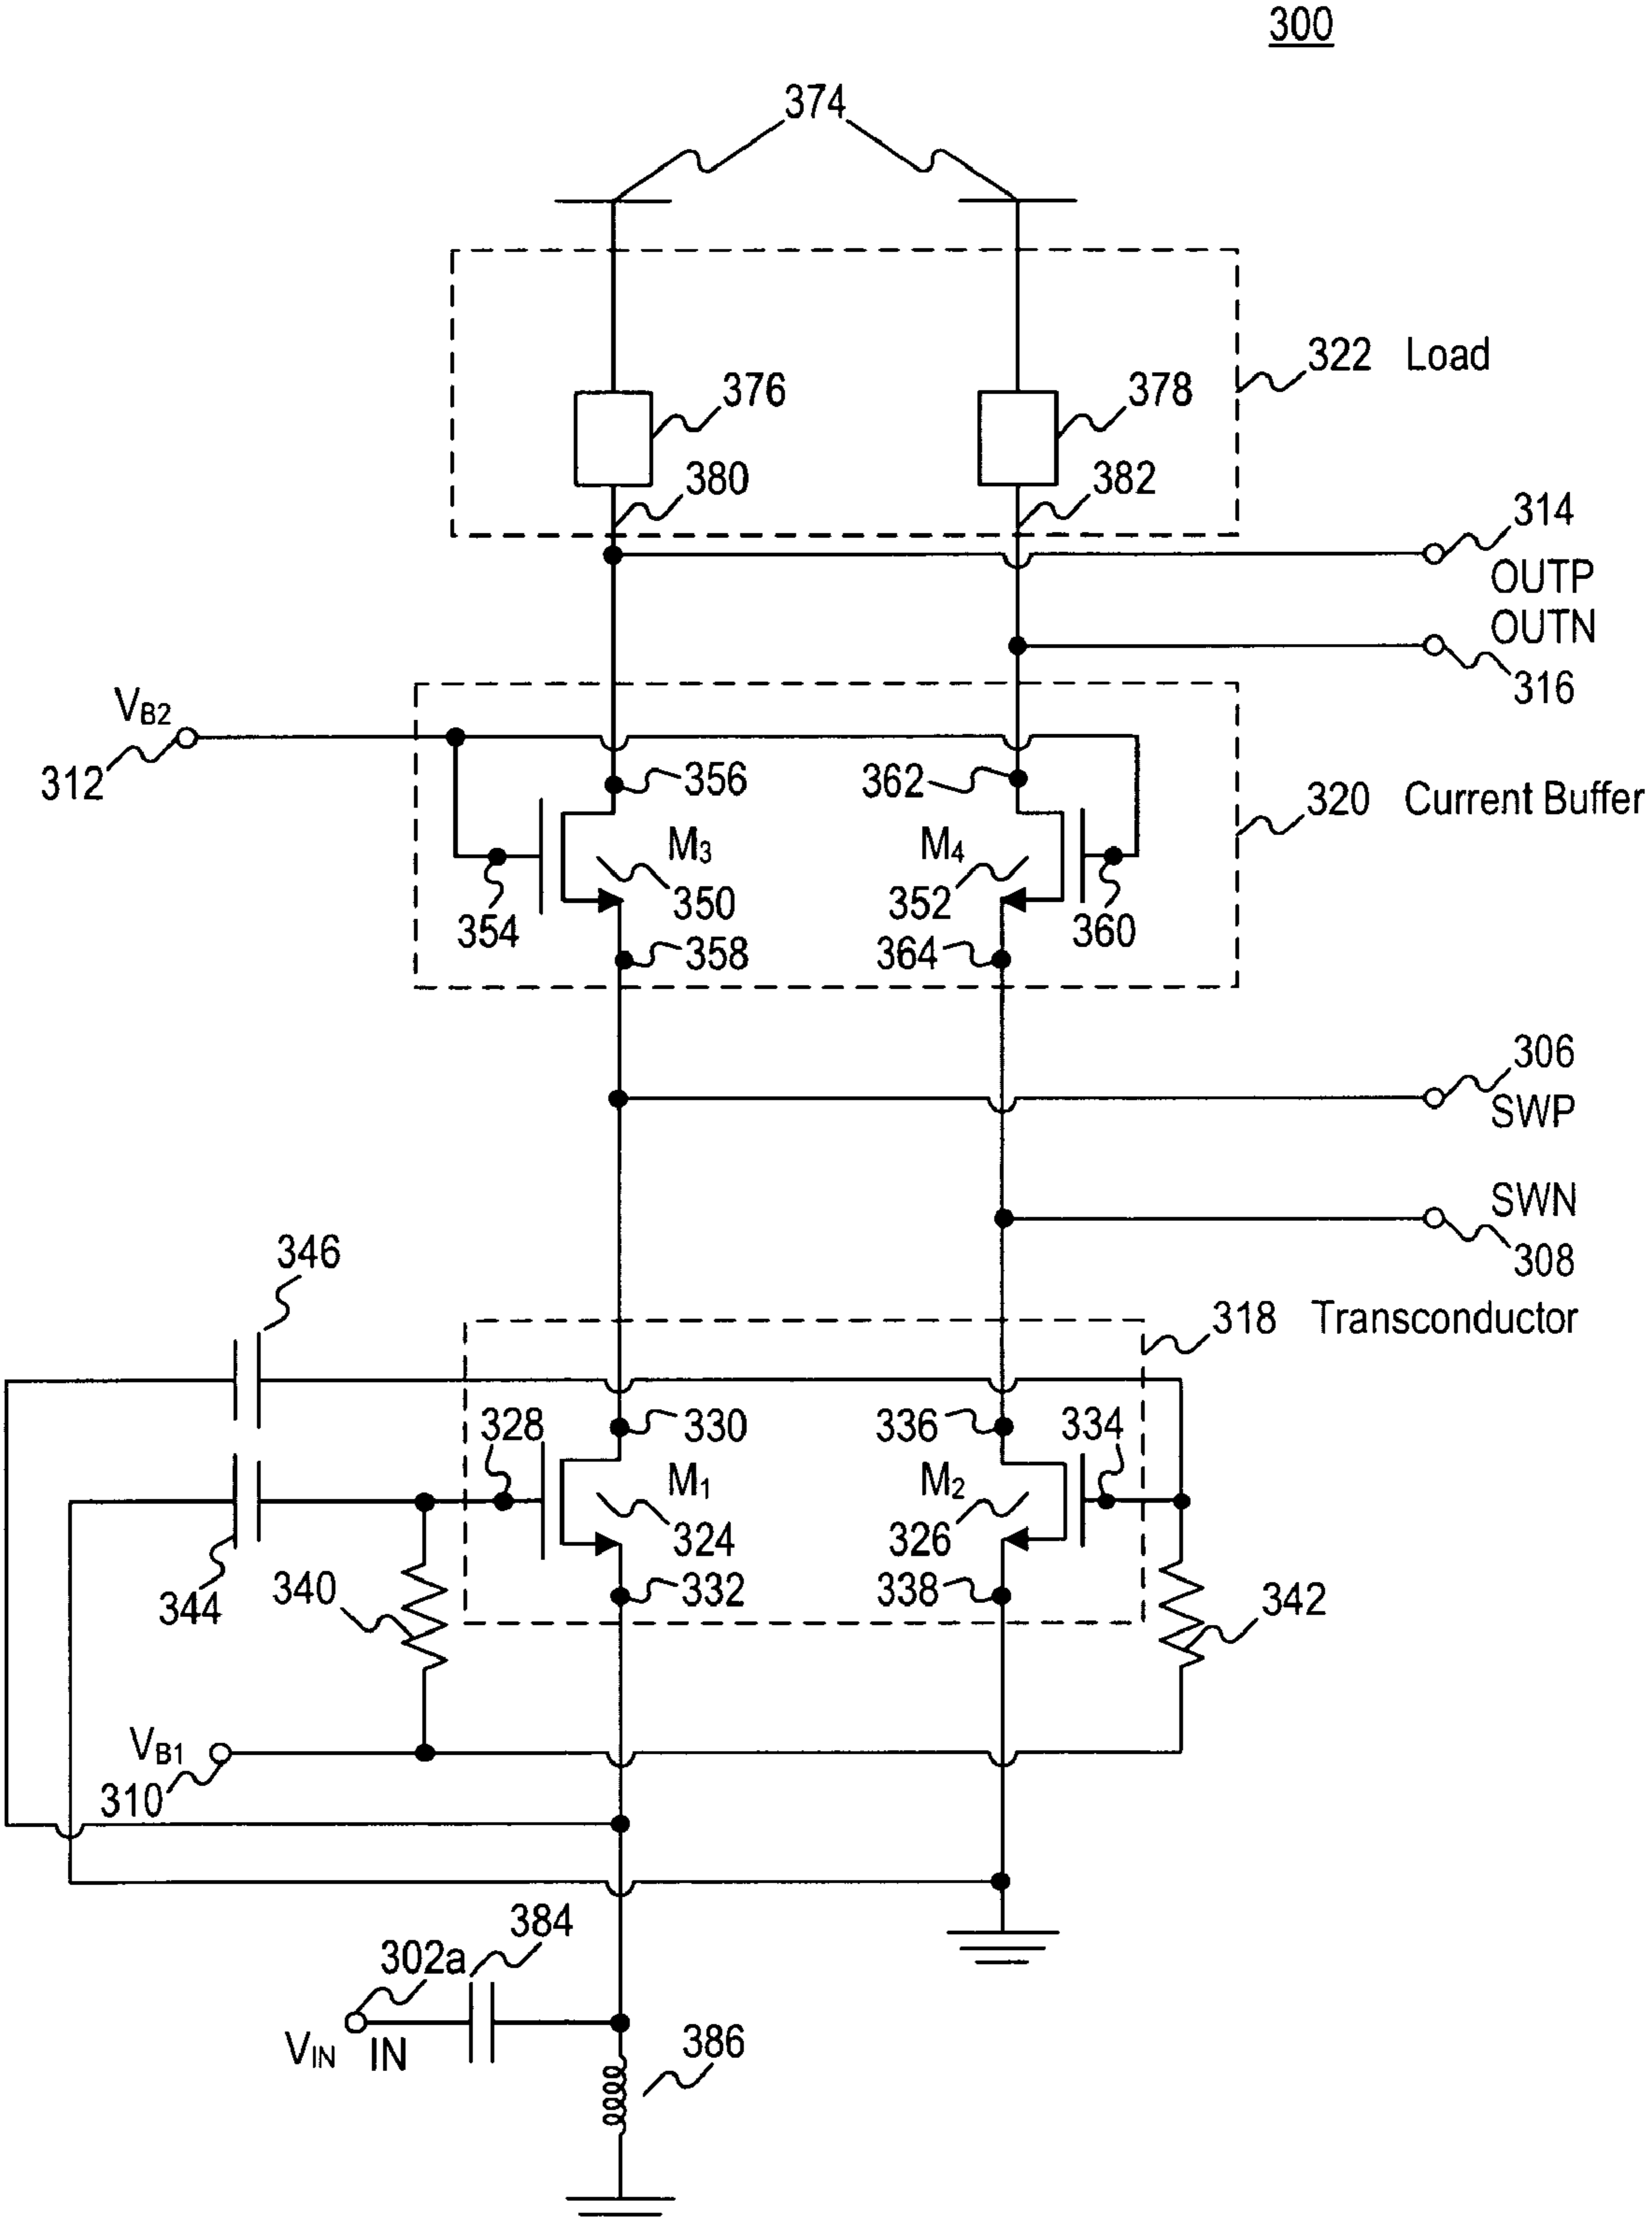 300
374
322 Load
376
378
380
382
314
OUTP
OUTN
316
VB2
312
356
362
320 Current Buffer
M3
M4
350
352
354
360
358
364
306
SWP
SWN
308
346
318 Transconductor
328
330
336
334
M1
M2
324
326
344
340
332
338
342
VB1
310
384
302a
VIN IN
386